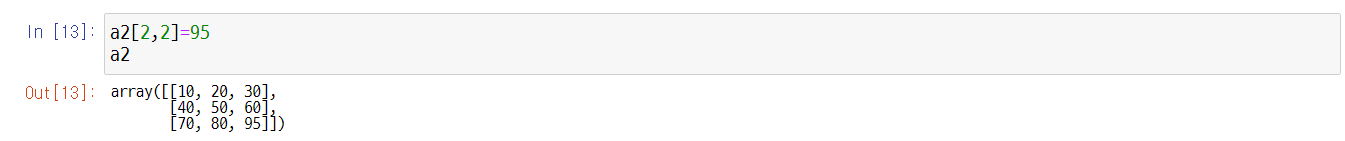 In [13]: a2[2,2]=95
a2
Out[13]: array([[10, 20, 30],
[40, 50, 60],
[70, 80, 95]])